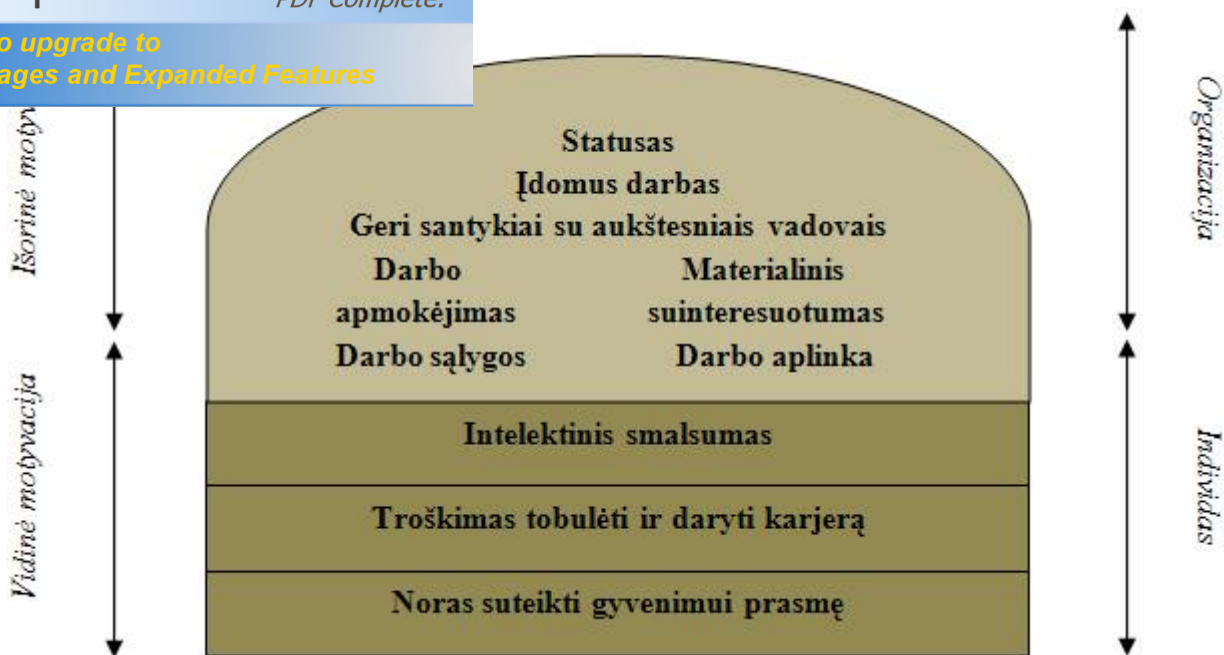 PDF Complete.
o upgrade to
ages and Expanded Features
Statusas
Įdomus darbas
Geri santykiai su aukštesniais vadovais
Darbo Materialinis
apmokėjimas suinteresuotumas
Darbo sąlygos Darbo aplinka
Intelektinis smalsumas
Troškimas tobulėti ir daryti karjerą
Noras suteikti gyvenimui prasmę
Išorinė motyv
Vidinė motyvacija
Organizacija
Individas